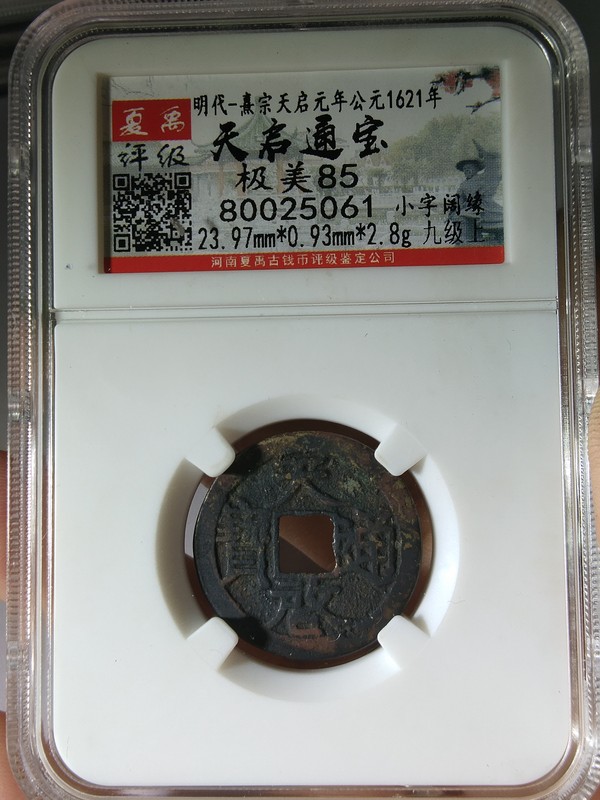 夏禹
评级
明代-熹宗天启元年公元1621年
天启通宝
极美85
80025061 小字阔缘
23.97mm*0.93mm*2.8g 九级上
河南夏禹古钱币评级鉴定公司
天啟通寶